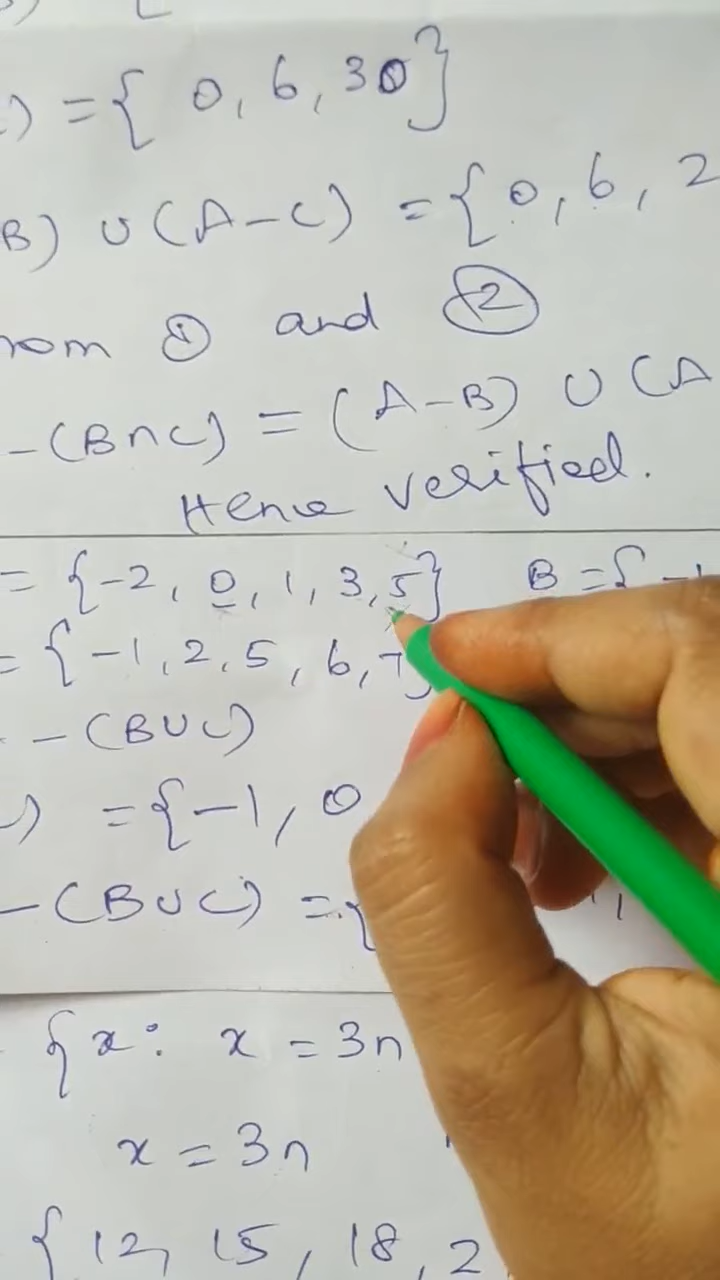 ) = { 0, 6, 30}
B) ∪ (A-C) = { 0, 6, 2
rom ① and ②
-(B∩C) = (A-B) ∪ (A
Hence verified.
= {-2, 0, 1, 3, 5} B = { -1
= {-1, 2, 5, 6, 7}
- (B∪C)
) = {-1, 0
-(B∪C) = {
{ x: x = 3n
x = 3n
{ 12, 15, 18, 2